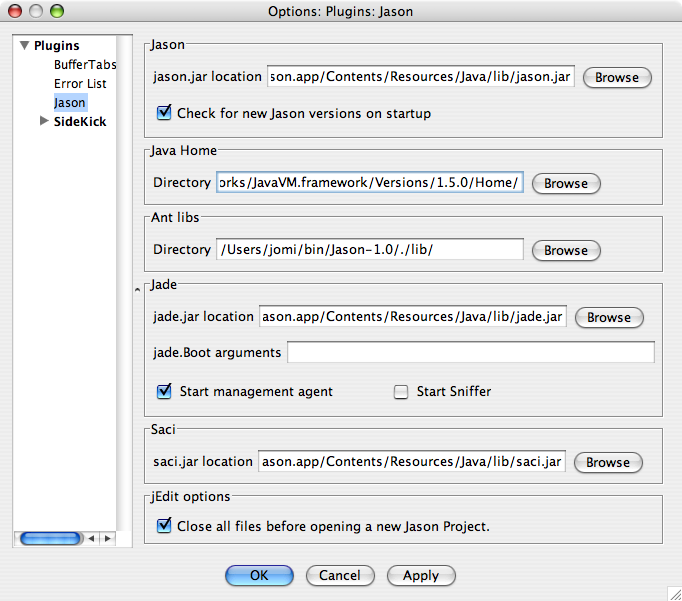 Options: Plugins: Jason
Plugins
BufferTabs
Error List
Jason
SideKick
Jason
jason.jar location son.app/Contents/Resources/Java/lib/jason.jar Browse
Check for new Jason versions on startup
Java Home
Directory orks/JavaVM.framework/Versions/1.5.0/Home/ Browse
Ant libs
Directory /Users/jomi/bin/Jason-1.0/./lib/ Browse
Jade
jade.jar location ason.app/Contents/Resources/Java/lib/jade.jar Browse
jade.Boot arguments
Start management agent Start Sniffer
Saci
saci.jar location ason.app/Contents/Resources/Java/lib/saci.jar Browse
jEdit options
Close all files before opening a new Jason Project.
OK Cancel Apply